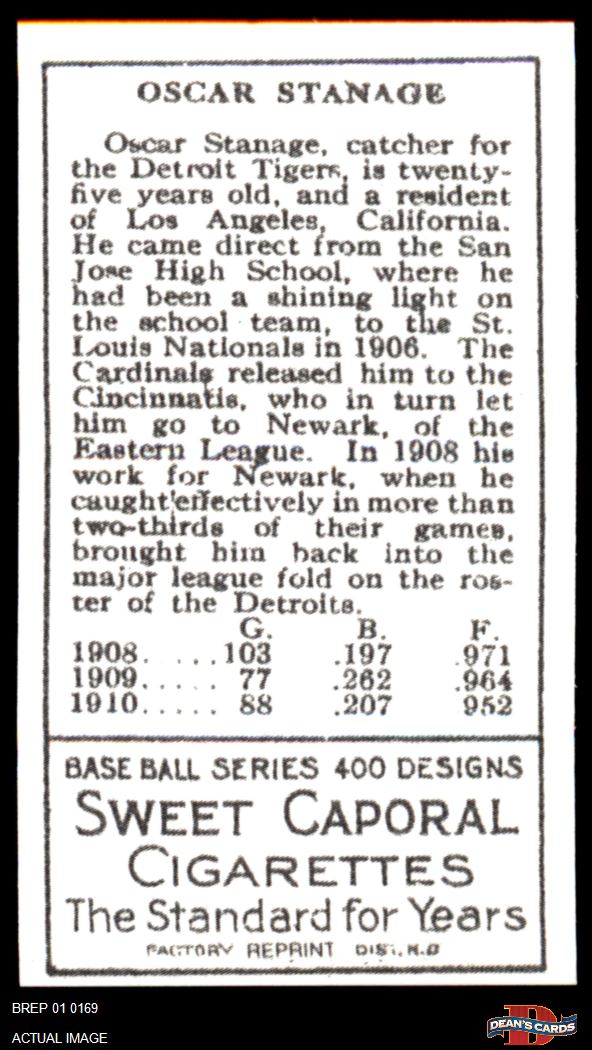 OSCAR STANAGE
Oscar Stanage, catcher for
the Detroit Tigers, is twenty-
five years old, and a resident
of Los Angeles, California.
He came direct from the San
Jose High School, where he
had been a shining light on
the school team, to the St.
Louis Nationals in 1906. The
Cardinals released him to the
Cincinnatis, who in turn let
him go to Newark, of the
Eastern League. In 1908 his
work for Newark, when he
caught effectively in more than
two-thirds of their games,
brought him back into the
major league fold on the ros-
ter of the Detroits.
G. B. F.
1908. .....103 .197 .971
1909...... 77 .262 .964
1910...... 88 .207 .952
BASE BALL SERIES 400 DESIGNS
SWEET CAPORAL
CIGARETTES
The Standard for Years
FACTORY REPRINT DIST. N.D
BREP 01 0169
ACTUAL IMAGE
D
DEAN'S CARDS